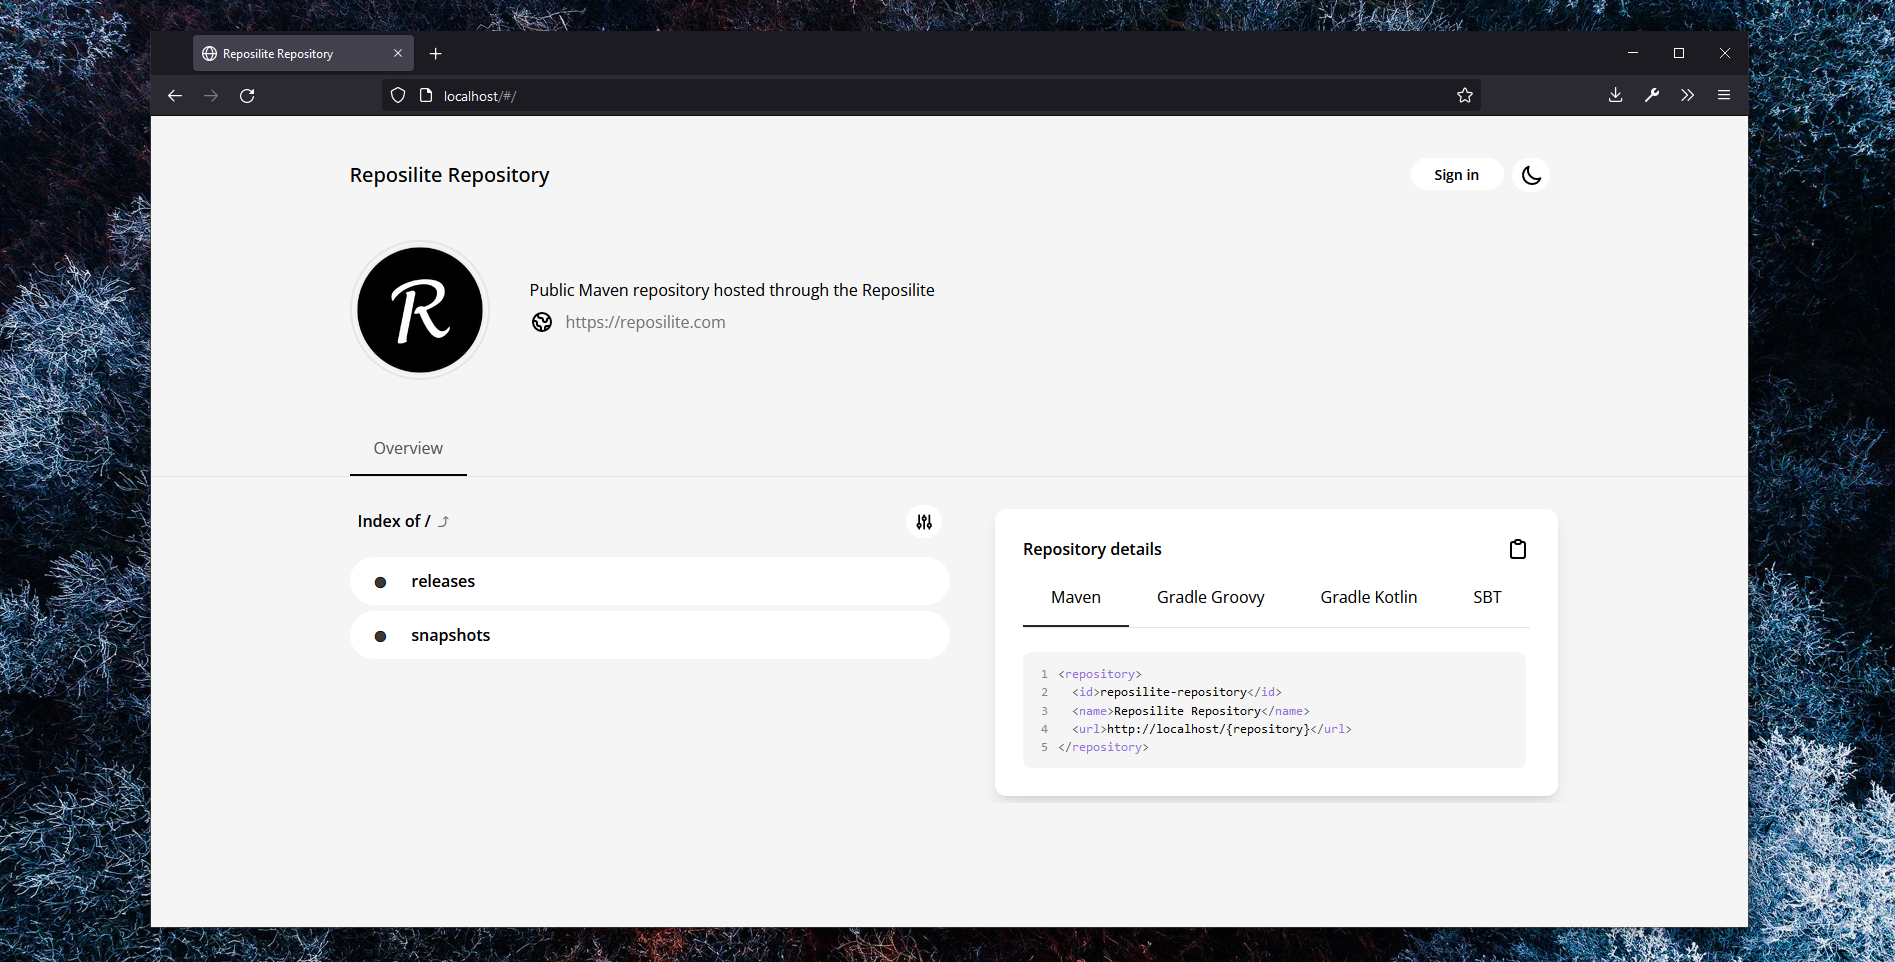 Reposilite Repository
localhost/#/
Reposilite Repository
Sign in
R
Public Maven repository hosted through the Reposilite
https://reposilite.com
Overview
Index of /
releases
snapshots
Repository details
Maven Gradle Groovy Gradle Kotlin SBT
1 <repository>
2 <id>reposilite-repository</id>
3 <name>Reposilite Repository</name>
4 <url>http://localhost/{repository}</url>
5 </repository>